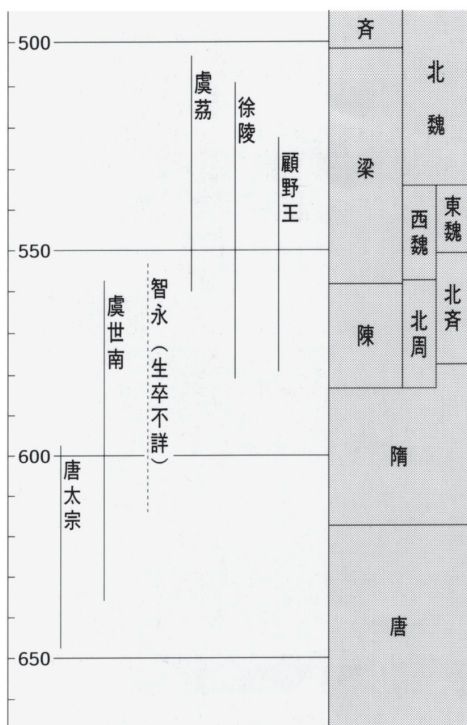 500
550
600
650
虞荔
徐陵
顧野王
智永（生卒不詳）
虞世南
唐太宗
斉
北魏
梁
西魏
東魏
陳
北周
北斉
隋
唐